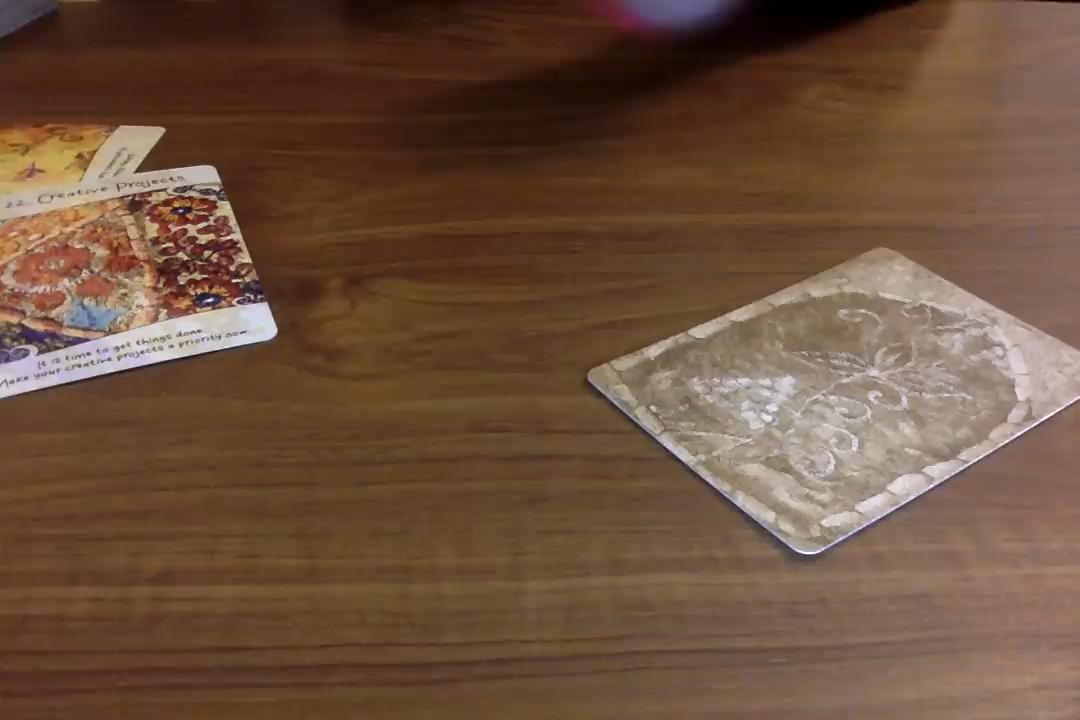 22. Creative Projects
It is time to get things done
Make your creative projects a priority now